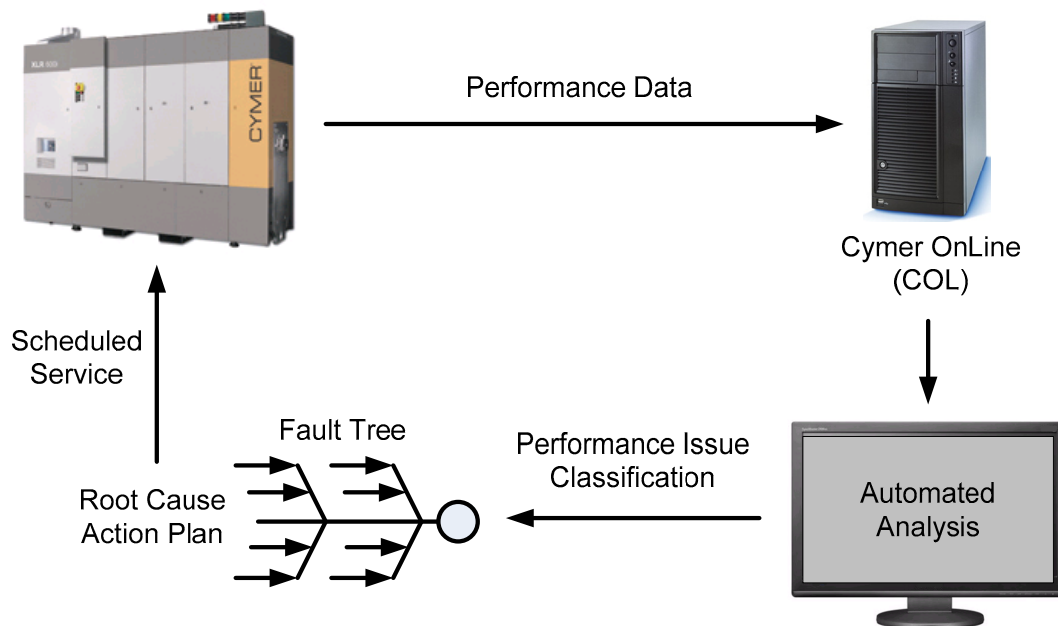 XLR
CYMER
Performance Data
Cymer OnLine
(COL)
Automated
Analysis
Performance Issue
Classification
Fault Tree
Root Cause
Action Plan
Scheduled
Service